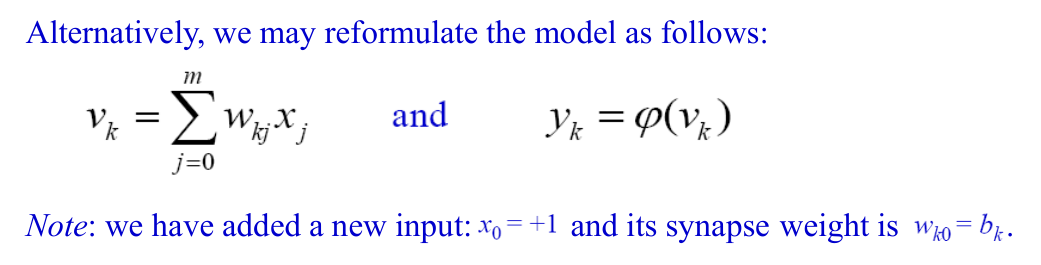 Alternatively, we may reformulate the model as follows:
v_k = \sum_{j=0}^{m} w_{kj} x_j and y_k = φ(v_k)
Note: we have added a new input: x_0 = +1 and its synapse weight is w_{k0} = b_k.